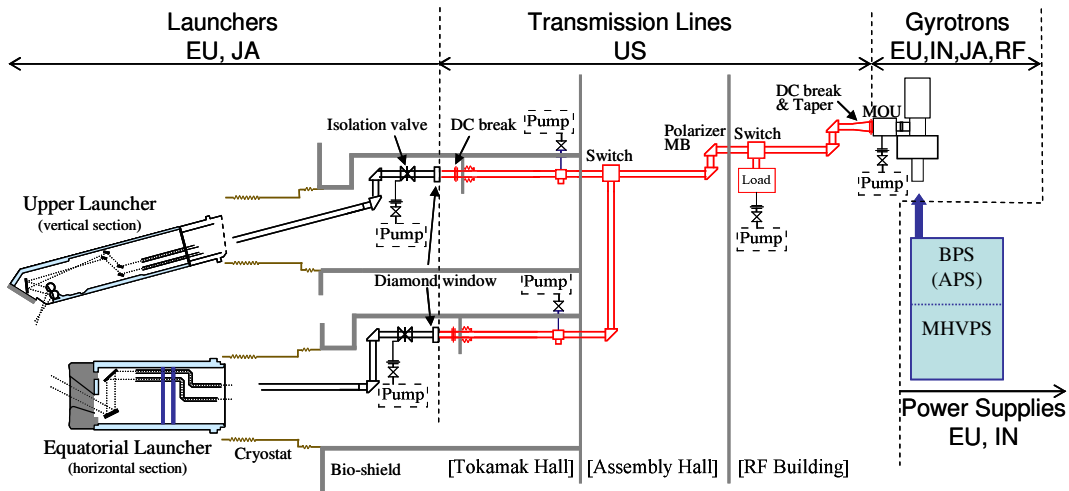 Launchers
EU, JA
Transmission Lines
US
Gyrotrons
EU,IN,JA,RF
DC break
& Taper
MOU
Isolation valve
DC break
Pump
Polarizer
MB
Switch
Switch
Load
Pump
Pump
Pump
Upper Launcher
(vertical section)
Diamond window
Pump
BPS
(APS)
MHVPS
Pump
Power Supplies
EU, IN
Equatorial Launcher
(horizontal section)
Cryostat
Bio-shield
[Tokamak Hall]
[Assembly Hall]
[RF Building]